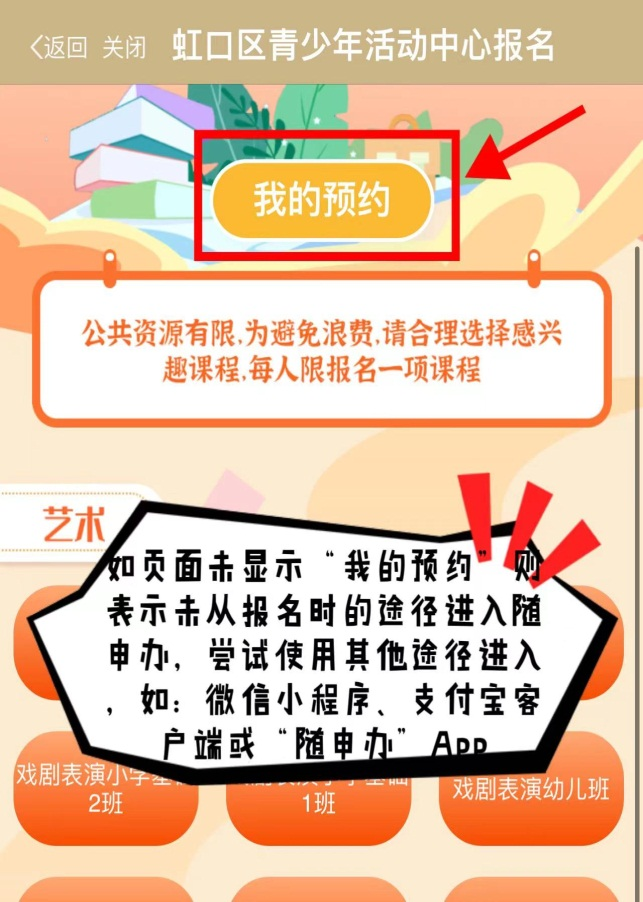 返回 关闭 虹口区青少年活动中心报名
我的预约
公共资源有限,为避免浪费,请合理选择感兴
趣课程,每人限报名一项课程
艺术
如页面未显示“我的预约”则
表示未从报名时的途径进入随
申办，尝试使用其他途径进入
，如：微信小程序、支付宝客
户端或“随申办”App
戏剧表演小学基础
2班
1班
戏剧表演幼儿班